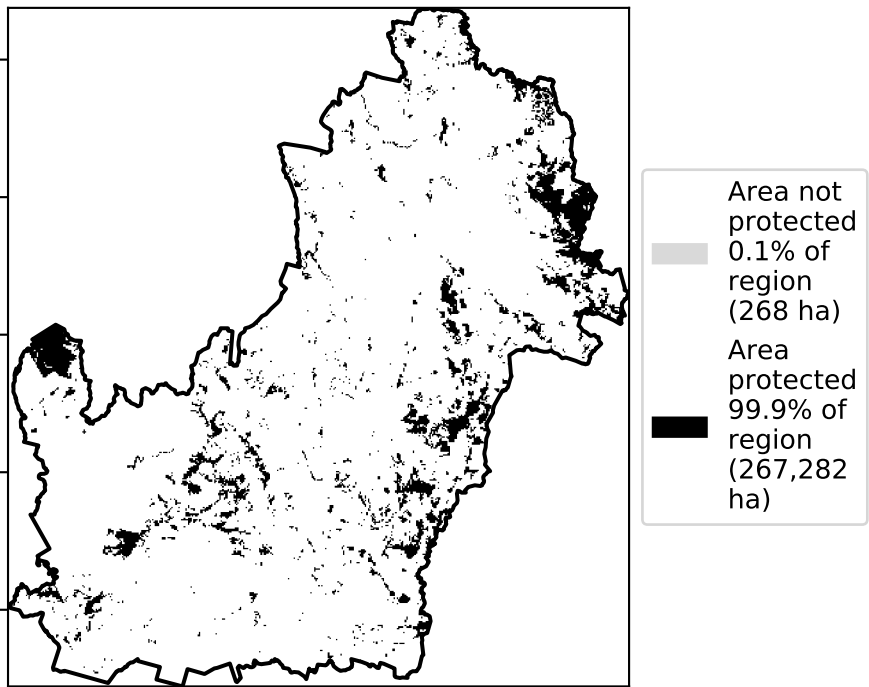 Area not
protected
0.1% of
region
(268 ha)
Area
protected
99.9% of
region
(267,282
ha)